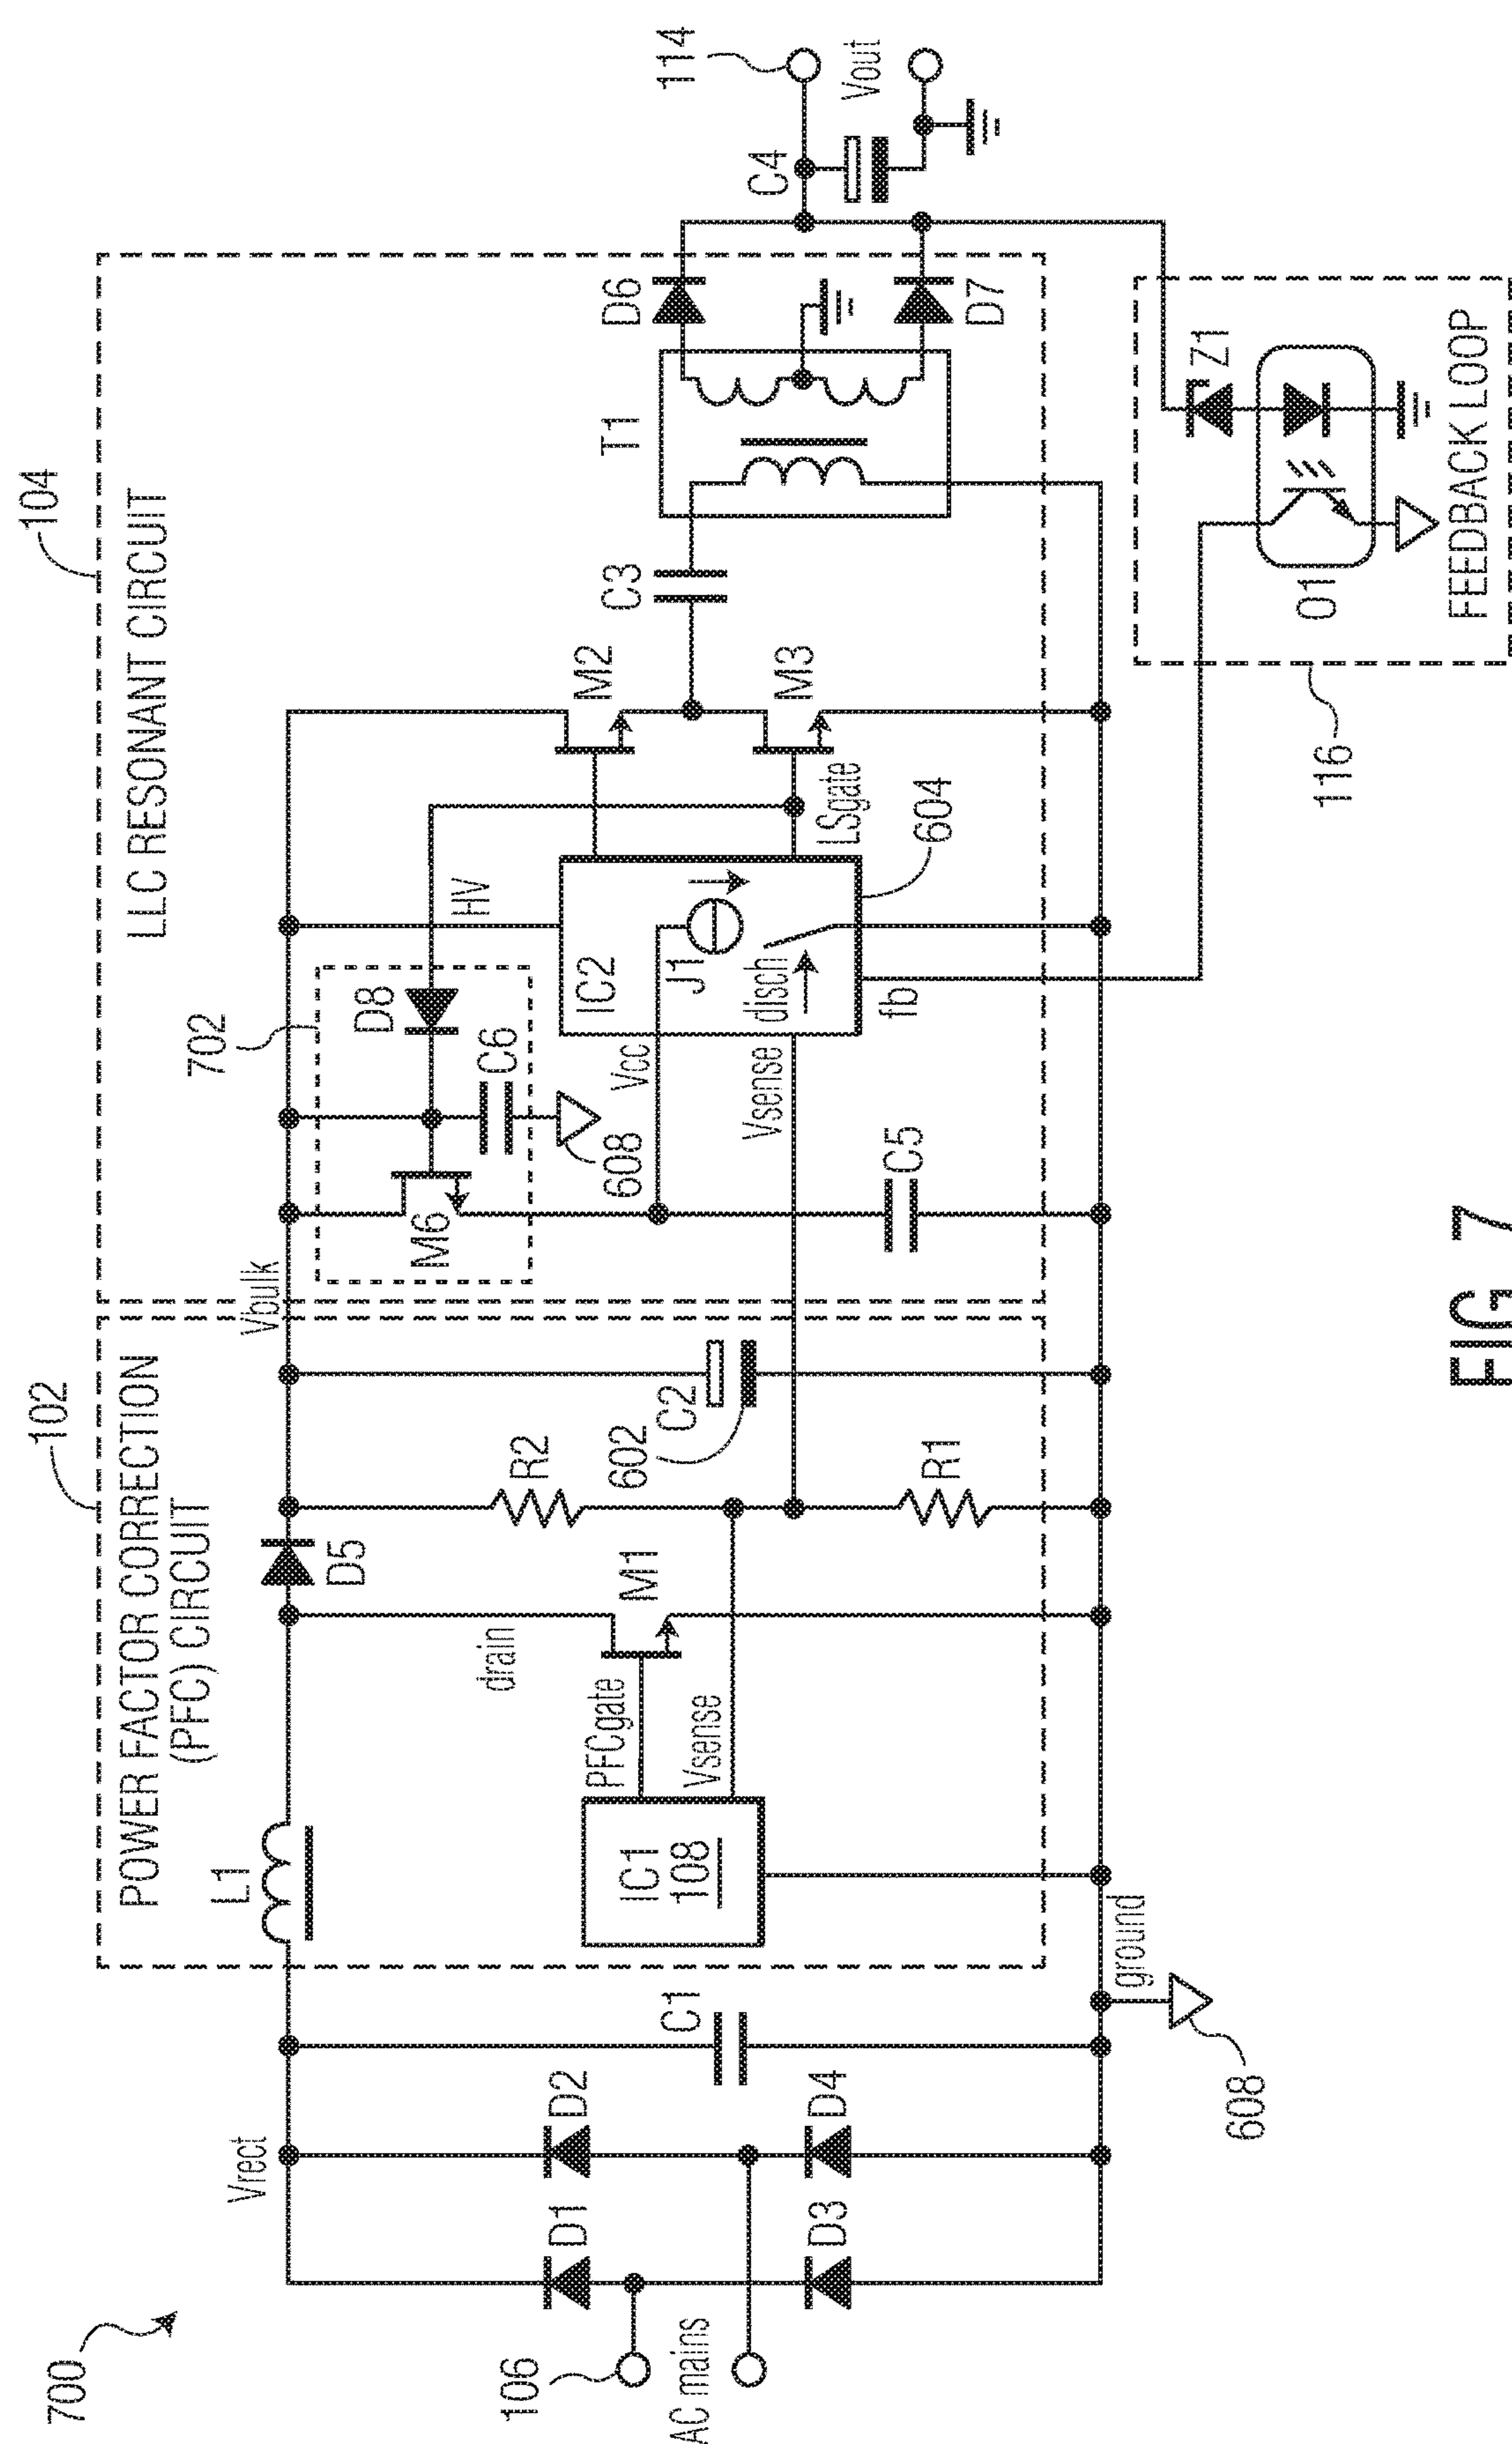 700
106
AC mains
D1
D3
Vrect
D2
D4
C1
608
ground
102
POWER FACTOR CORRECTION
(PFC) CIRCUIT
L1
IC1
108
PFCgate
Vsense
drain
M1
D5
R2
R1
602
C2
Vbulk
104
LLC RESONANT CIRCUIT
702
M6
D8
C6
608
C5
Vcc
Vsense
HV
IC2
J1
disch
fb
604
LSgate
M2
M3
C3
T1
D6
D7
C4
114
Vout
116
O1
Z1
FEEDBACK LOOP
FIG. 7